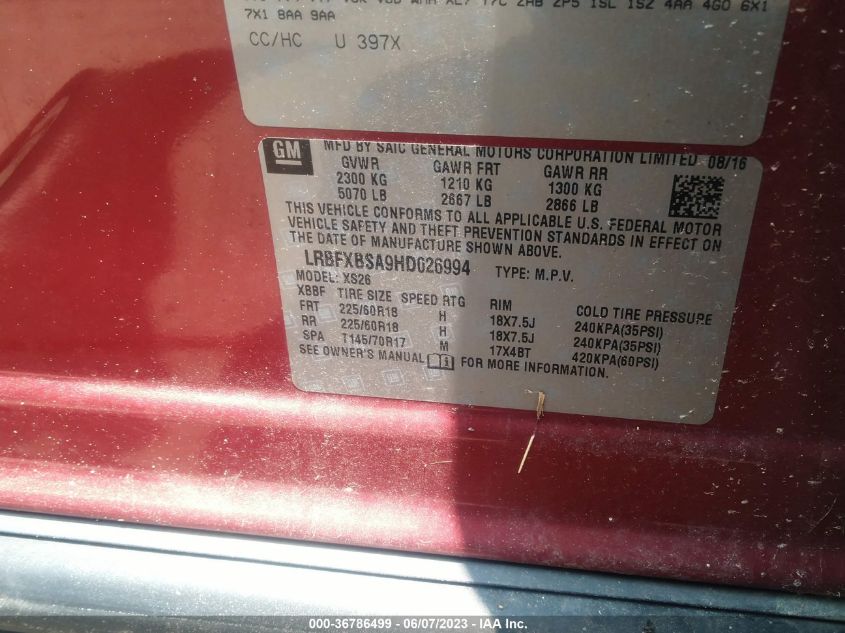 7X1 8AA 9AA
CC/HC U 397X
GM
MFD BY SAIC GENERAL MOTORS CORPORATION LIMITED 08/16
GVWR GAWR FRT GAWR RR
2300 KG 1210 KG 1300 KG
5070 LB 2667 LB 2866 LB
THIS VEHICLE CONFORMS TO ALL APPLICABLE U.S. FEDERAL MOTOR
VEHICLE SAFETY AND THEFT PREVENTION STANDARDS IN EFFECT ON
THE DATE OF MANUFACTURE SHOWN ABOVE.
LRBFXBSA9HD026994 TYPE: M.P.V.
MODEL: XS26
XBBF TIRE SIZE SPEED RTG RIM COLD TIRE PRESSURE
FRT 225/60R18 H 18X7.5J 240KPA(35PSI)
RR 225/60R18 H 18X7.5J 240KPA(35PSI)
SPA T145/70R17 M 17X4BT 420KPA(60PSI)
SEE OWNER'S MANUAL FOR MORE INFORMATION.
000-36786499 - 06/07/2023 - IAA Inc.